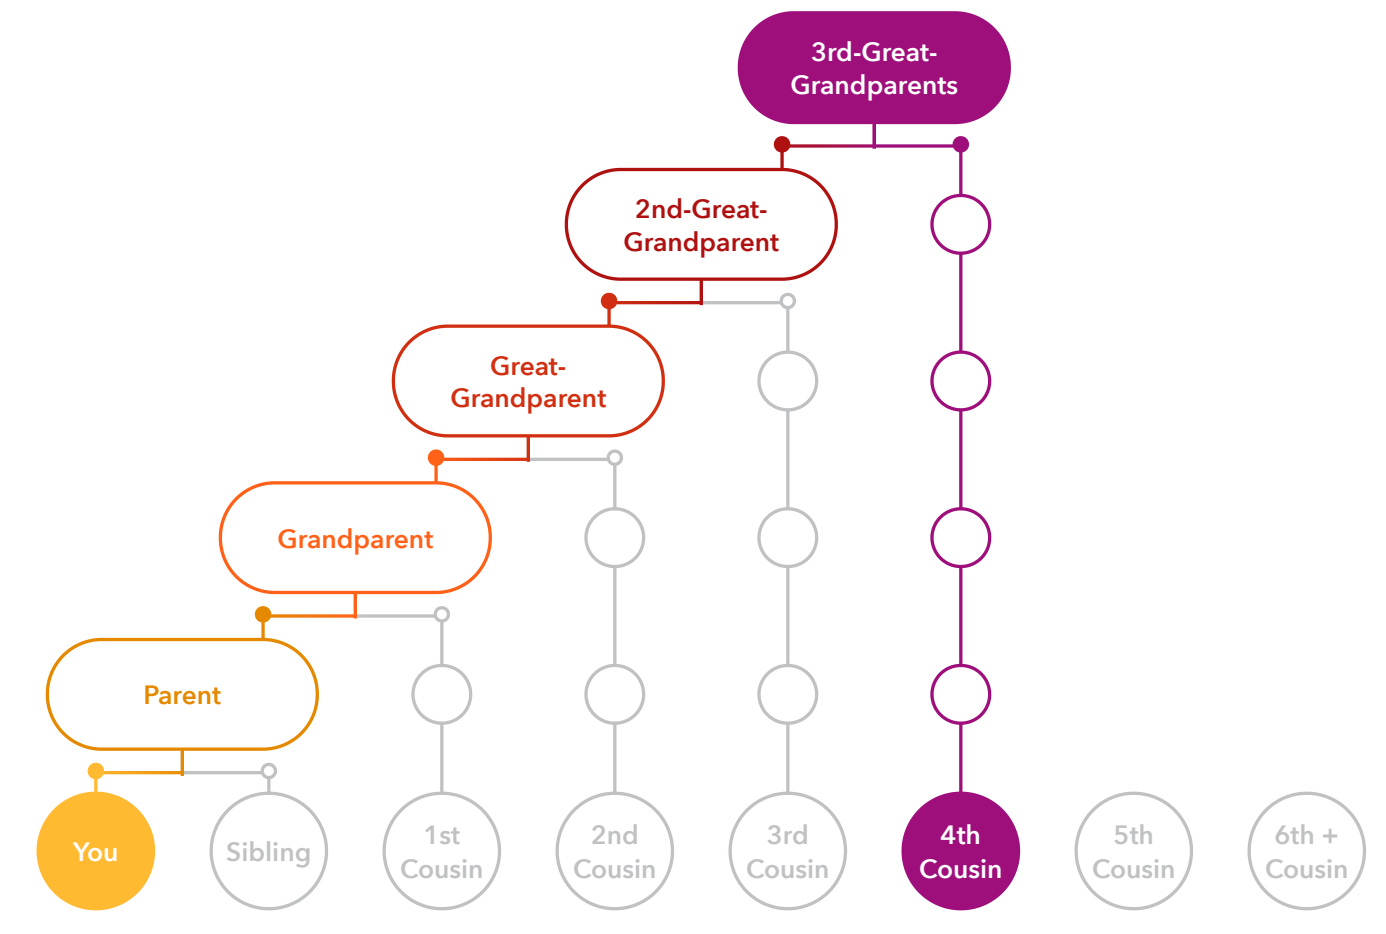 3rd-Great-
Grandparents
2nd-Great-
Grandparent
Great-
Grandparent
Grandparent
Parent
You
Sibling
1st
Cousin
2nd
Cousin
3rd
Cousin
4th
Cousin
5th
Cousin
6th +
Cousin